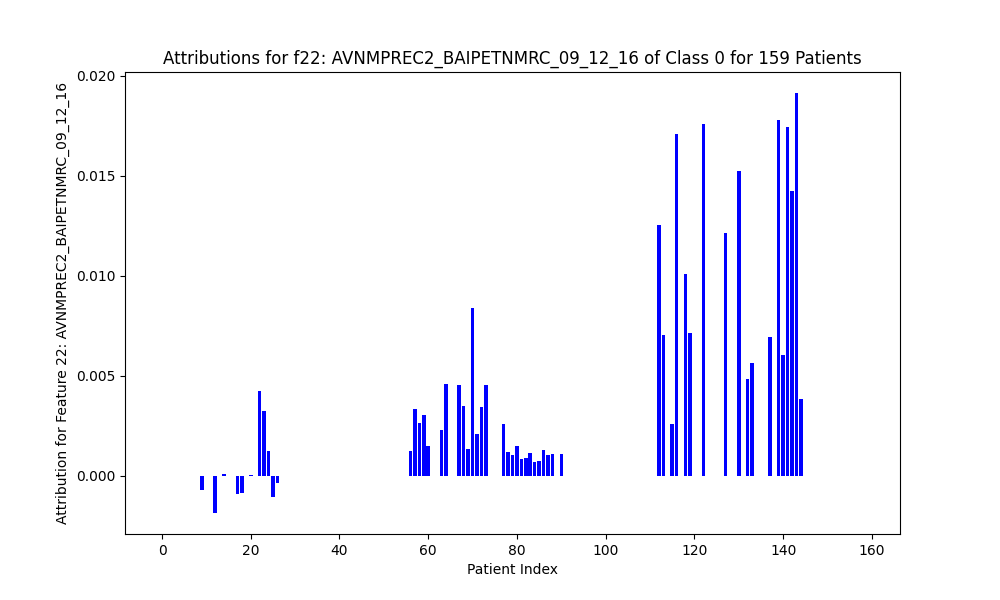 Attributions for f22: AVNMPREC2_BAIPETNMRC_09_12_16 of Class 0 for 159 Patients
Attribution for Feature 22: AVNMPREC2_BAIPETNMRC_09_12_16
0.020
0.015
0.010
0.005
0.000
0 20 40 60 80 100 120 140 160
Patient Index